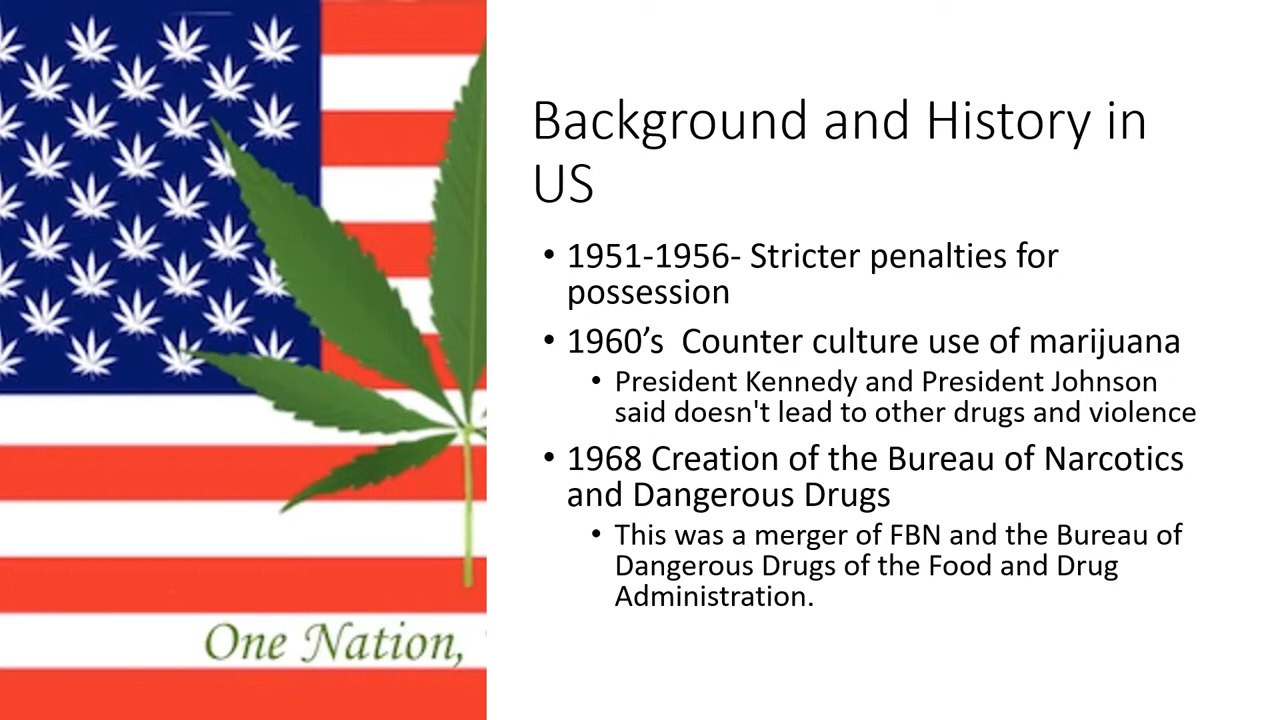 Background and History in
US
• 1951-1956- Stricter penalties for
possession
• 1960’s  Counter culture use of marijuana
• President Kennedy and President Johnson
said doesn't lead to other drugs and violence
• 1968 Creation of the Bureau of Narcotics
and Dangerous Drugs
• This was a merger of FBN and the Bureau of
Dangerous Drugs of the Food and Drug
Administration.
One Nation,